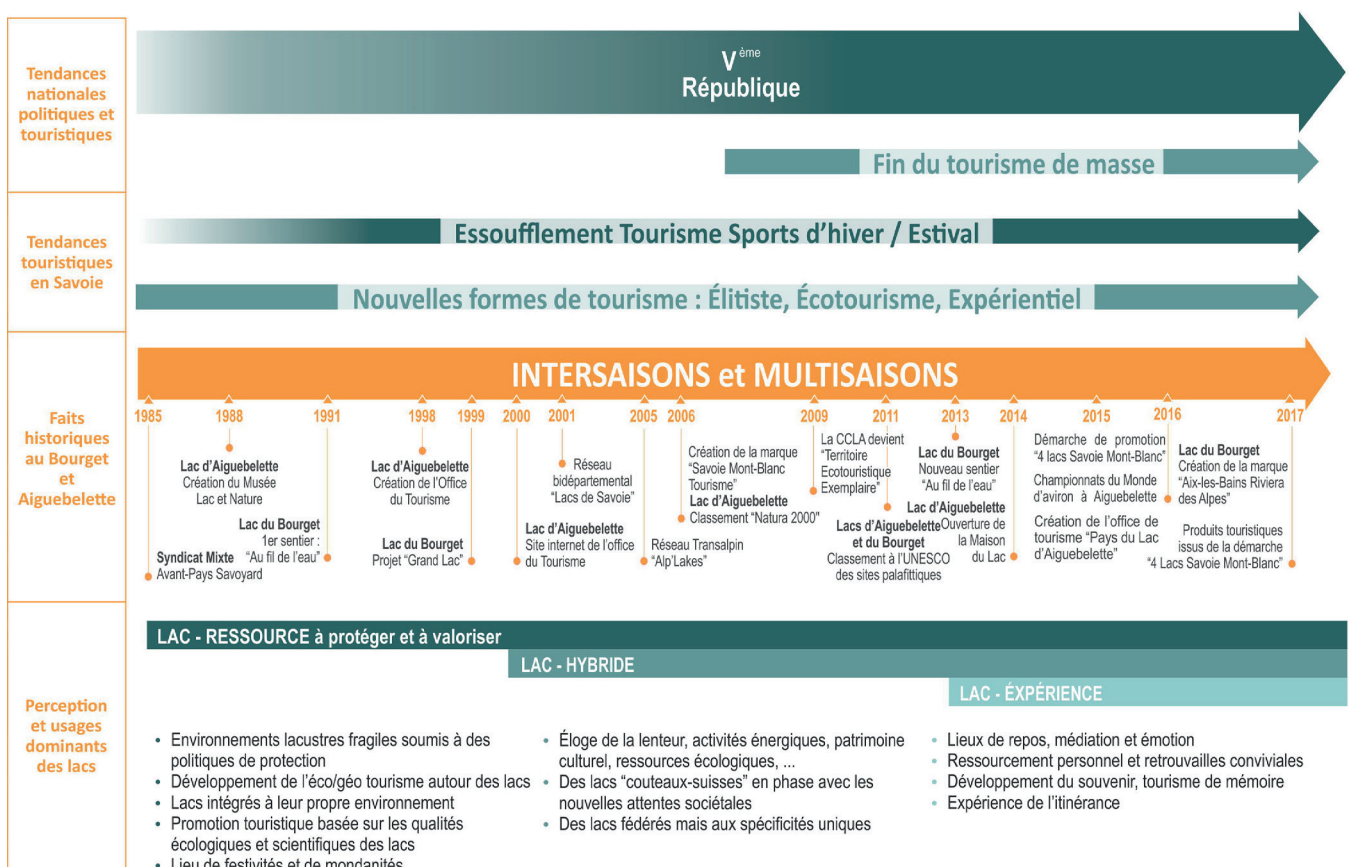 Tendances
nationales
politiques et
touristiques
Vème
République
Fin du tourisme de masse
Tendances
touristiques
en Savoie
Essoufflement Tourisme Sports d'hiver / Estival
Nouvelles formes de tourisme : Élitiste, Écotourisme, Expérientiel
Faits
historiques
au Bourget
et
Aiguebelette
INTERSAISONS et MULTISAISONS
1985
1988
1991
1998
1999
2000
2001
2005
2006
2009
2011
2013
2014
2015
2016
2017
Syndicat Mixte
Avant-Pays Savoyard
Lac d'Aiguebelette
Création du Musée
Lac et Nature
Lac du Bourget
1er sentier :
"Au fil de l'eau"
Lac d'Aiguebelette
Création de l'Office
du Tourisme
Lac du Bourget
Projet "Grand Lac"
Lac d'Aiguebelette
Site internet de l'office
du Tourisme
Réseau
bidépartemental
"Lacs de Savoie"
Réseau Transalpin
"Alp'Lakes"
Création de la marque
"Savoie Mont-Blanc
Tourisme"
Lac d'Aiguebelette
Classement "Natura 2000"
La CCLA devient
"Territoire
Ecotouristique
Exemplaire"
Lacs d'Aiguebelette
et du Bourget
Classement à l'UNESCO
des sites palafittiques
Lac du Bourget
Nouveau sentier
"Au fil de l'eau"
Lac d'Aiguebelette
Ouverture de
la Maison
du Lac
Démarche de promotion
"4 lacs Savoie Mont-Blanc"
Championnats du Monde
d'aviron à Aiguebelette
Création de l'office de
tourisme "Pays du Lac
d'Aiguebelette"
Lac du Bourget
Création de la marque
"Aix-les-Bains Riviera
des Alpes"
Produits touristiques
issus de la démarche
"4 Lacs Savoie Mont-Blanc"
Perception
et usages
dominants
des lacs
LAC - RESSOURCE à protéger et à valoriser
LAC - HYBRIDE
LAC - ÉXPÉRIENCE
• Environnements lacustres fragiles soumis à des
politiques de protection
• Développement de l'éco/géo tourisme autour des lacs
• Lacs intégrés à leur propre environnement
• Promotion touristique basée sur les qualités
écologiques et scientifiques des lacs
• Lieu de festivités et de mondanités
• Éloge de la lenteur, activités énergiques, patrimoine
culturel, ressources écologiques, ...
• Des lacs "couteaux-suisses" en phase avec les
nouvelles attentes sociétales
• Des lacs fédérés mais aux spécificités uniques
• Lieux de repos, médiation et émotion
• Ressourcement personnel et retrouvailles conviviales
• Développement du souvenir, tourisme de mémoire
• Expérience de l'itinérance